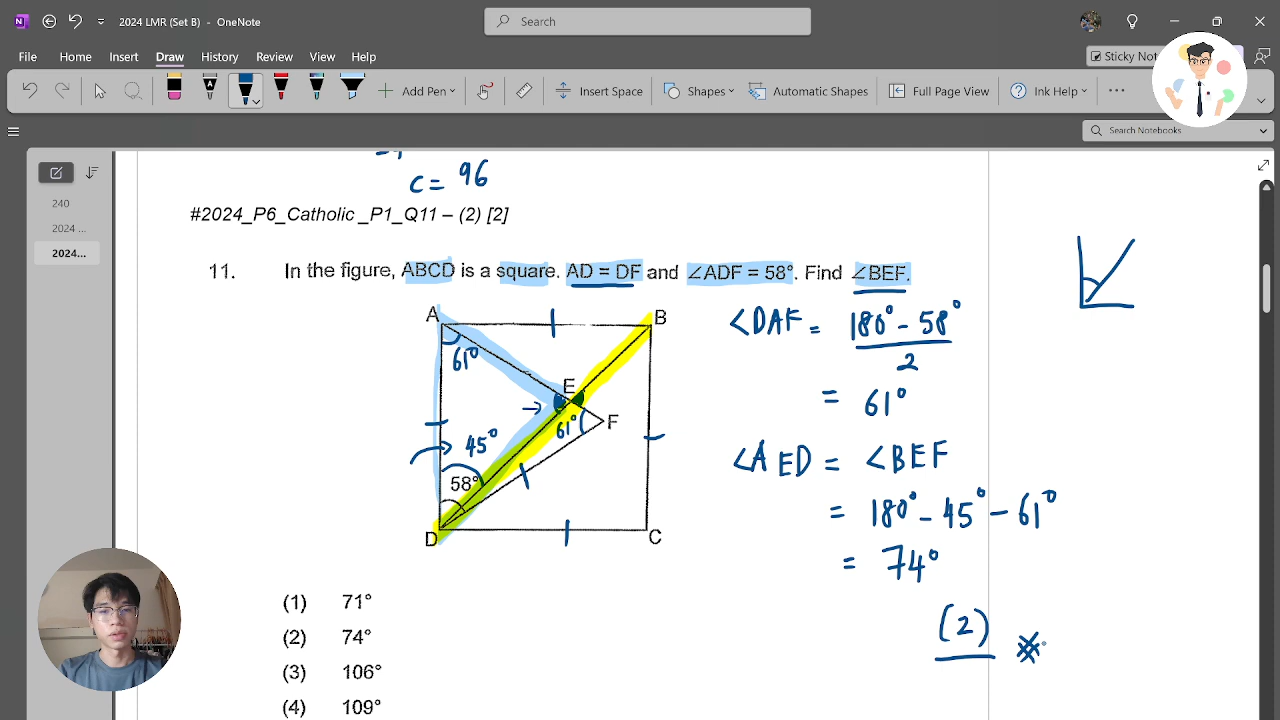 2024 LMR (Set B) - OneNote
Search
File Home Insert Draw History Review View Help
Sticky
A Add Pen Insert Space Shapes Automatic Shapes Full Page View Ink Help
Search Notebooks
240
2024 ...
2024...
c = 96
#2024_P6_Catholic _P1_Q11 – (2) [2]
11. In the figure, ABCD is a square. AD = DF and ∠ADF = 58°. Find ∠BEF.
A B
61°
E
61° F
45°
58°
D C
∠DAF = 180° - 58°
2
= 61°
∠AED = ∠BEF
= 180° - 45° - 61°
= 74°
(2)
(1) 71°
(2) 74°
(3) 106°
(4) 109°